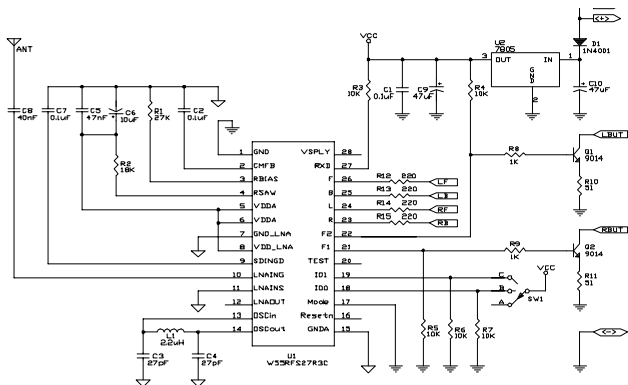 <+>
U2
7805
VCC
3 OUT IN 1
GND
2
D1
1N4001
ANT
C8
40nF
C7
0.1uF
C5
47nF
C6
10uF
R1
27K
C2
0.1uF
R2
18K
R3
10K
C1
0.1uF
C9
47uF
R4
10K
C10
47uF
LBUT
R8
1K
Q1
9014
R10
51
1 GND VSPLY 28
2 CMFB RXD 27
3 RBIAS F 26
4 RSAW B 25
5 VDDA L 24
6 VDDA R 23
7 GND_LNA F2 22
8 VDD_LNA F1 21
9 SDINGD TEST 20
10 LNAING ID1 19
11 LNAINS ID0 18
12 LNAOUT Mode 17
13 OSCin Resetn 16
14 OSCout GNDA 15
U1
W55RFS27R3C
R12 220 LF
R13 220 LB
R14 220 RF
R15 220 RB
RBUT
R9
1K
Q2
9014
R11
51
VCC
C
B
A
SW1
R5
10K
R6
10K
R7
10K
<->
L1
2.2uH
C3
27pF
C4
27pF